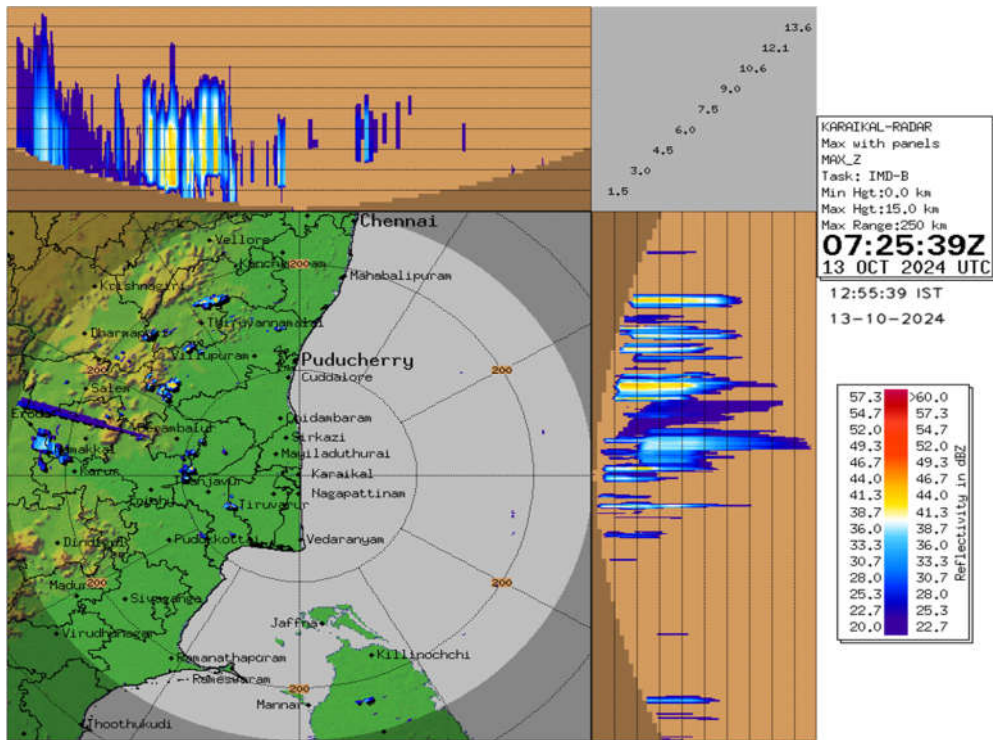 13.6
12.1
10.6
9.0
7.5
6.0
4.5
3.0
1.5
KARAIKAL-RADAR
Max with panels
MAX_Z
Task: IMD-B
Min Hgt:0.0 km
Max Hgt:15.0 km
Max Range:250 km
07:25:39Z
13 OCT 2024 UTC
12:55:39 IST
13-10-2024
57.3 >60.0
54.7 57.3
52.0 54.7
49.3 52.0
46.7 49.3
44.0 46.7
41.3 44.0
38.7 41.3
36.0 38.7
33.3 36.0
30.7 33.3
28.0 30.7
25.3 28.0
22.7 25.3
20.0 22.7
Reflectivity in dBZ
Chennai
Vellore
200
Mahabalipuram
Krishnagiri
Thiruvannamalai
Villupuram
Puducherry
200
200
Cuddalore
Salem
Chidambaram
Sirkazi
Mayiladuthurai
Karur
Karaikal
Thanjavur
Nagapattinam
Tiruvarur
Pudukkottai
Vedaranyam
200
200
Sivaganga
Jaffna
Virudhunagar
Killinochchi
Ramanathapuram
Rameswaram
200
Mannar
Thoothukudi